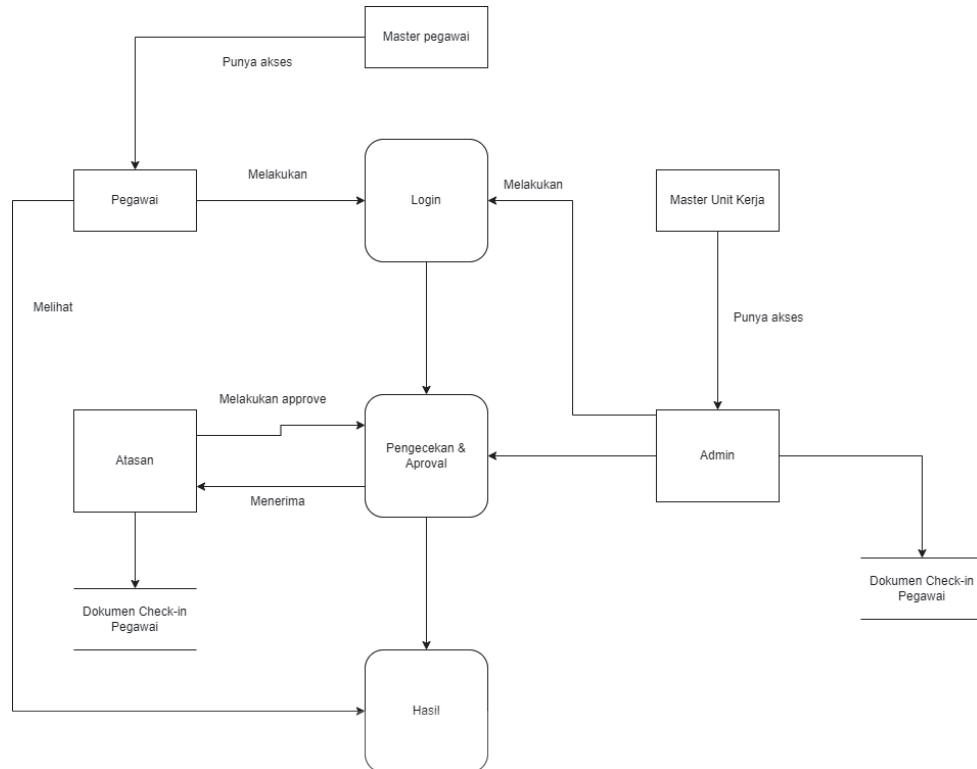 Master pegawai
Punya akses
Melakukan
Login
Melakukan
Pegawai
Master Unit Kerja
Melihat
Punya akses
Melakukan approve
Atasan
Pengecekan &
Aproval
Admin
Menerima
Dokumen Check-in
Pegawai
Dokumen Check-in
Pegawai
Hasil